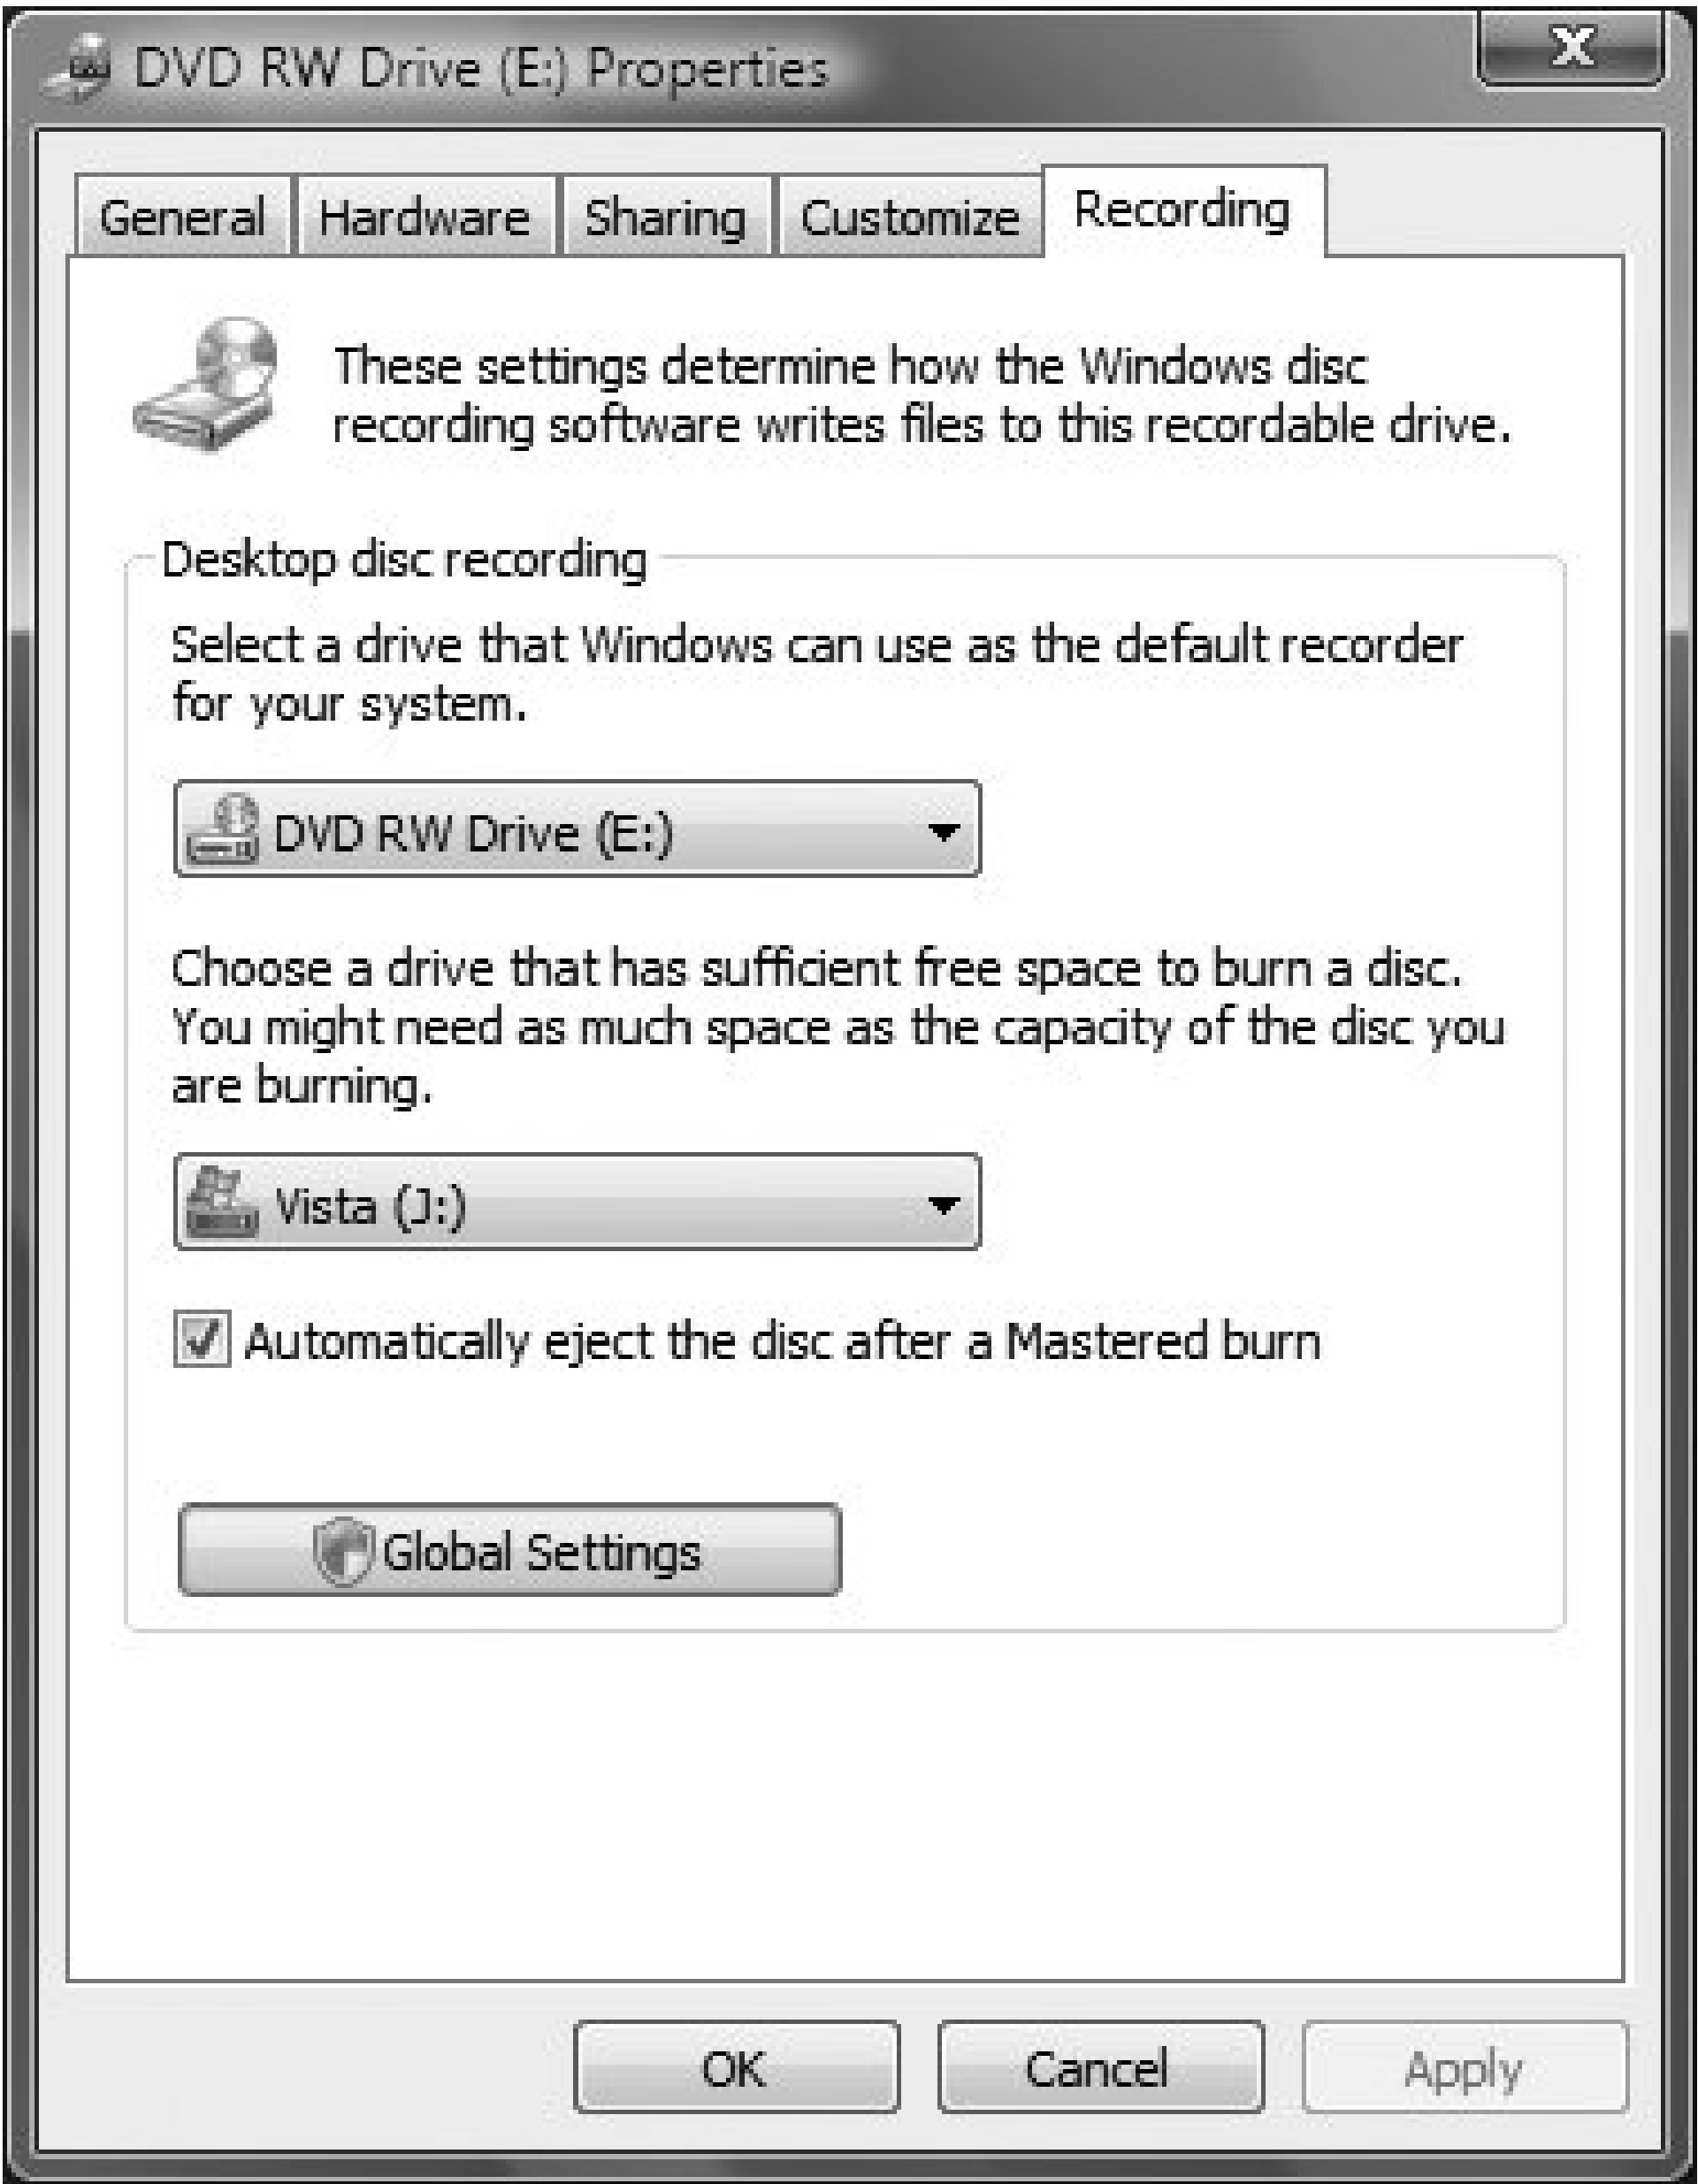 DVD RW Drive (E:) Properties
General Hardware Sharing Customize Recording
These settings determine how the Windows disc
recording software writes files to this recordable drive.
Desktop disc recording
Select a drive that Windows can use as the default recorder
for your system.
DVD RW Drive (E:)
Choose a drive that has sufficient free space to burn a disc.
You might need as much space as the capacity of the disc you
are burning.
Vista (J:)
Automatically eject the disc after a Mastered burn
Global Settings
OK Cancel Apply